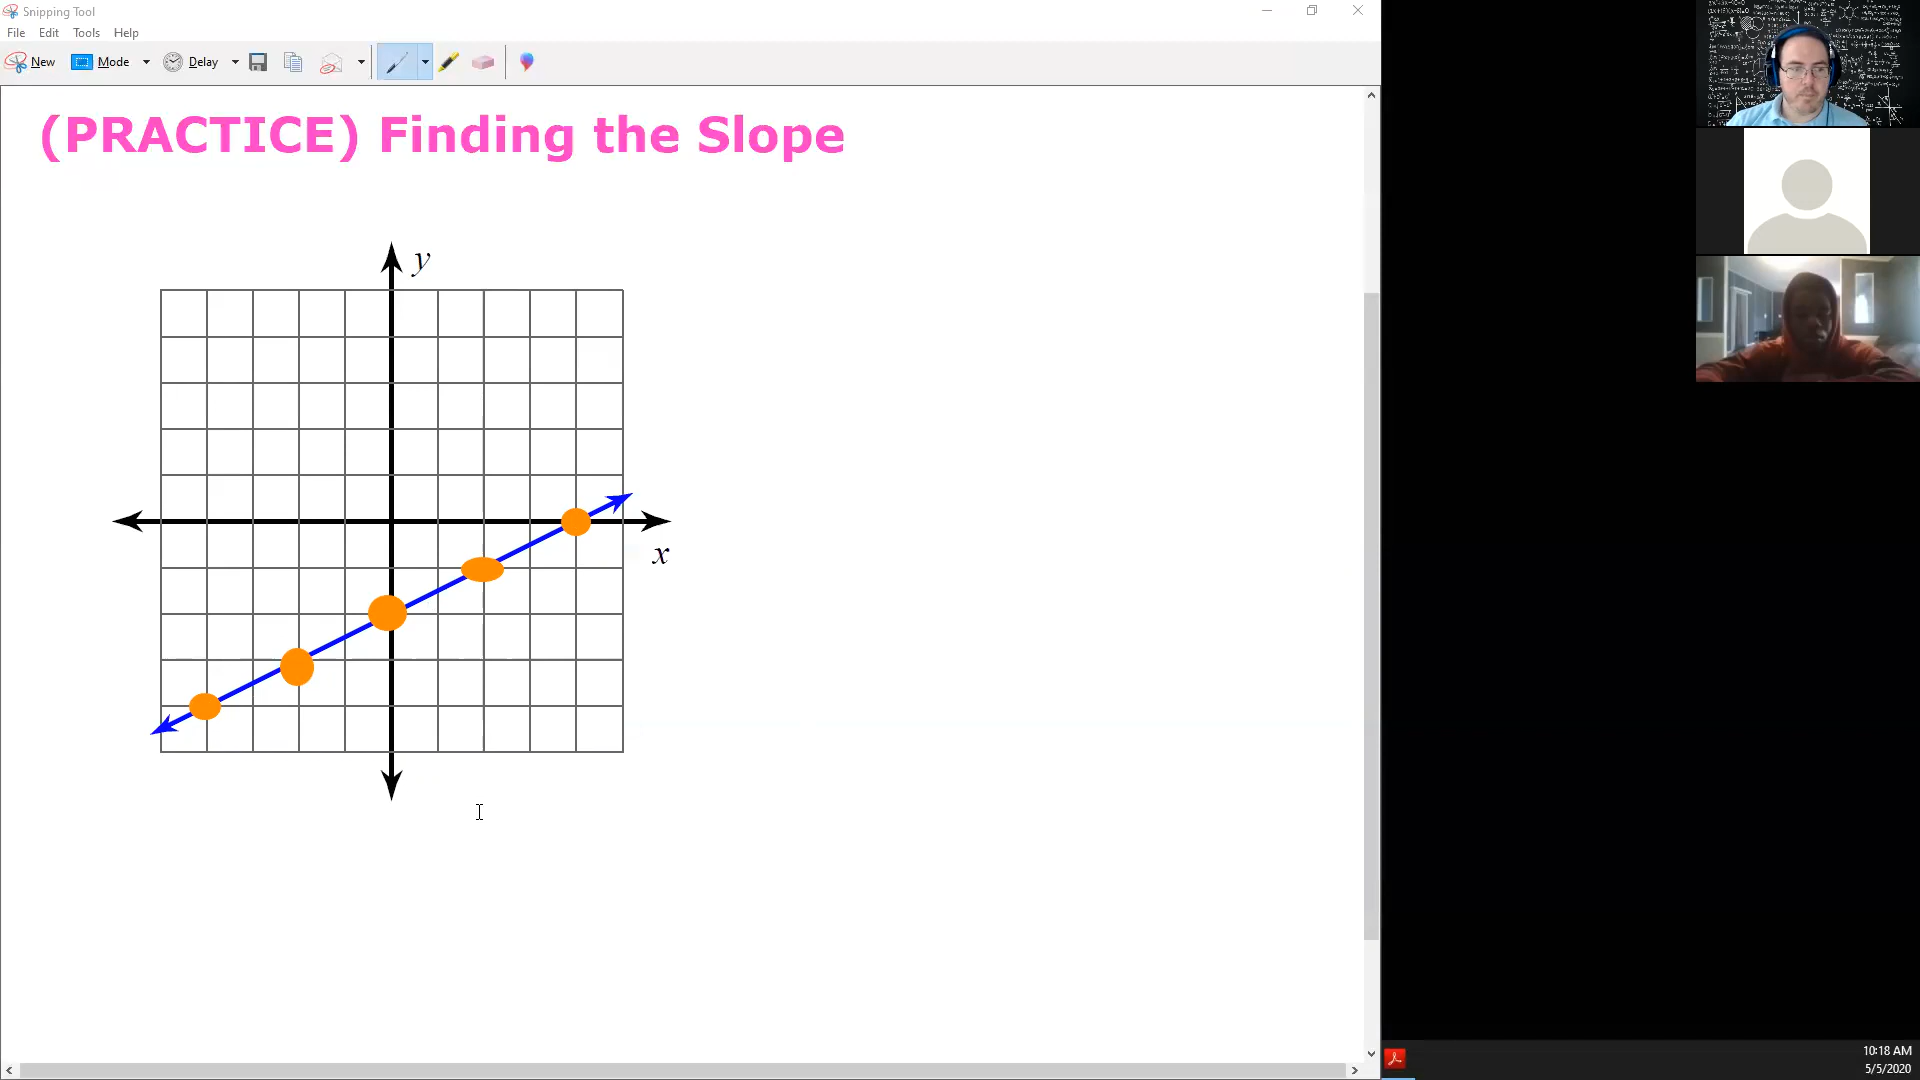 Snipping Tool
File Edit Tools Help
New Mode Delay
(PRACTICE) Finding the Slope
y
x
10:18 AM
5/5/2020